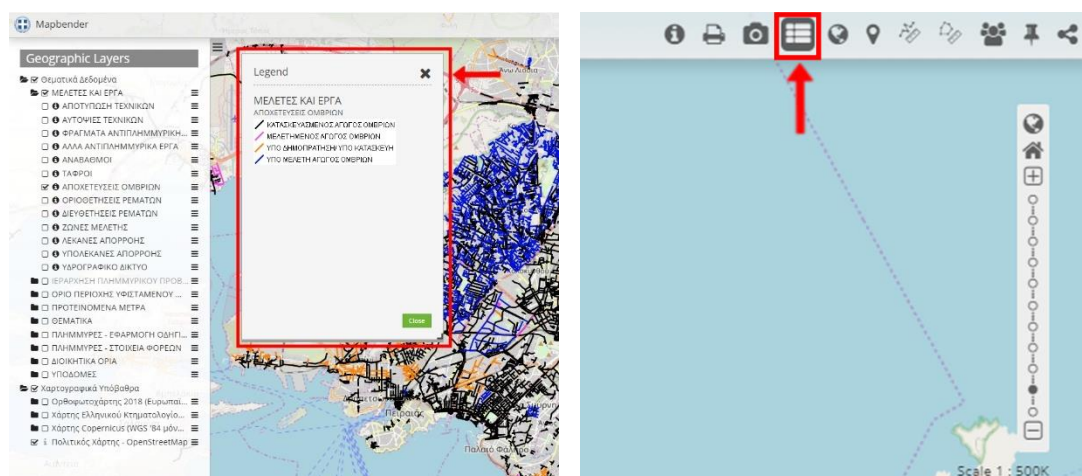 Mapbender
Geographic Layers
Θεματικά Δεδομένα
ΜΕΛΕΤΕΣ ΚΑΙ ΕΡΓΑ
ΑΠΟΤΥΠΩΣΗ ΤΕΧΝΙΚΩΝ
ΑΥΤΟΨΙΕΣ ΤΕΧΝΙΚΩΝ
ΦΡΑΓΜΑΤΑ ΑΝΤΙΠΛΗΜΜΥΡΙΚΗ...
ΑΛΛΑ ΑΝΤΙΠΛΗΜΜΥΡΙΚΑ ΕΡΓΑ
ΑΝΑΒΑΘΜΟΙ
ΤΑΦΡΟΙ
ΑΠΟΧΕΤΕΥΣΕΙΣ ΟΜΒΡΙΩΝ
ΟΡΙΟΘΕΤΗΣΕΙΣ ΡΕΜΑΤΩΝ
ΔΙΕΥΘΕΤΗΣΕΙΣ ΡΕΜΑΤΩΝ
ΖΩΝΕΣ ΜΕΛΕΤΗΣ
ΛΕΚΑΝΕΣ ΑΠΟΡΡΟΗΣ
ΥΠΟΛΕΚΑΝΕΣ ΑΠΟΡΡΟΗΣ
ΥΔΡΟΓΡΑΦΙΚΟ ΔΙΚΤΥΟ
ΙΕΡΑΡΧΗΣΗ ΠΛΗΜΜΥΡΙΚΟΥ ΠΡΟΒ...
ΟΡΙΟ ΠΕΡΙΟΧΗΣ ΥΦΙΣΤΑΜΕΝΟΥ ...
ΠΡΟΤΕΙΝΟΜΕΝΑ ΜΕΤΡΑ
ΘΕΜΑΤΙΚΑ
ΠΛΗΜΜΥΡΕΣ - ΕΦΑΡΜΟΓΗ ΟΔΗΓΙ...
ΠΛΗΜΜΥΡΕΣ - ΣΤΟΙΧΕΙΑ ΦΟΡΕΩΝ
ΔΙΟΙΚΗΤΙΚΑ ΟΡΙΑ
ΥΠΟΔΟΜΕΣ
Χαρτογραφικά Υπόβαθρα
Ορθοφωτοχάρτης 2018 (Ευρωπαϊ...
Χάρτης Ελληνικού Κτηματολογίο...
Χάρτης Copernicus (WGS '84 μόν...
Πολιτικός Χάρτης - OpenStreetMap
Legend
ΜΕΛΕΤΕΣ ΚΑΙ ΕΡΓΑ
ΑΠΟΧΕΤΕΥΣΕΙΣ ΟΜΒΡΙΩΝ
ΚΑΤΑΣΚΕΥΑΣΜΕΝΟΣ ΑΓΩΓΟΣ ΟΜΒΡΙΩΝ
ΜΕΛΕΤΗΜΕΝΟΣ ΑΓΩΓΟΣ ΟΜΒΡΙΩΝ
ΥΠΟ ΔΗΜΟΠΡΑΤΗΣΗ/ ΥΠΟ ΚΑΤΑΣΚΕΥΗ
ΥΠΟ ΜΕΛΕΤΗ ΑΓΩΓΟΣ ΟΜΒΡΙΩΝ
Close
Άνω Λιόσια
Πειραιάς
Παλαιό Φάληρο
Scale 1 : 500K